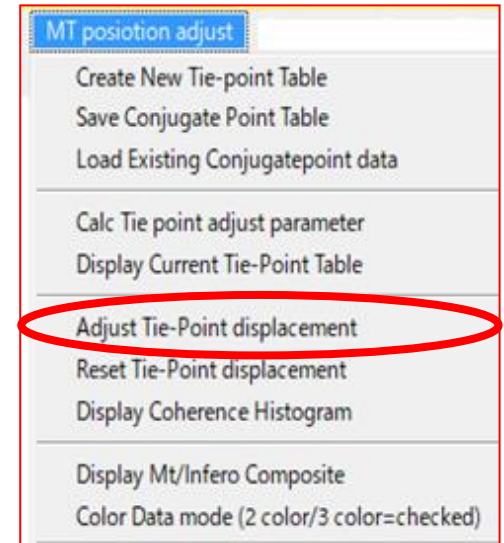 MT posiotion adjust
Create New Tie-point Table
Save Conjugate Point Table
Load Existing Conjugatepoint data
Calc Tie point adjust parameter
Display Current Tie-Point Table
Adjust Tie-Point displacement
Reset Tie-Point displacement
Display Coherence Histogram
Display Mt/Infero Composite
Color Data mode (2 color/3 color=checked)